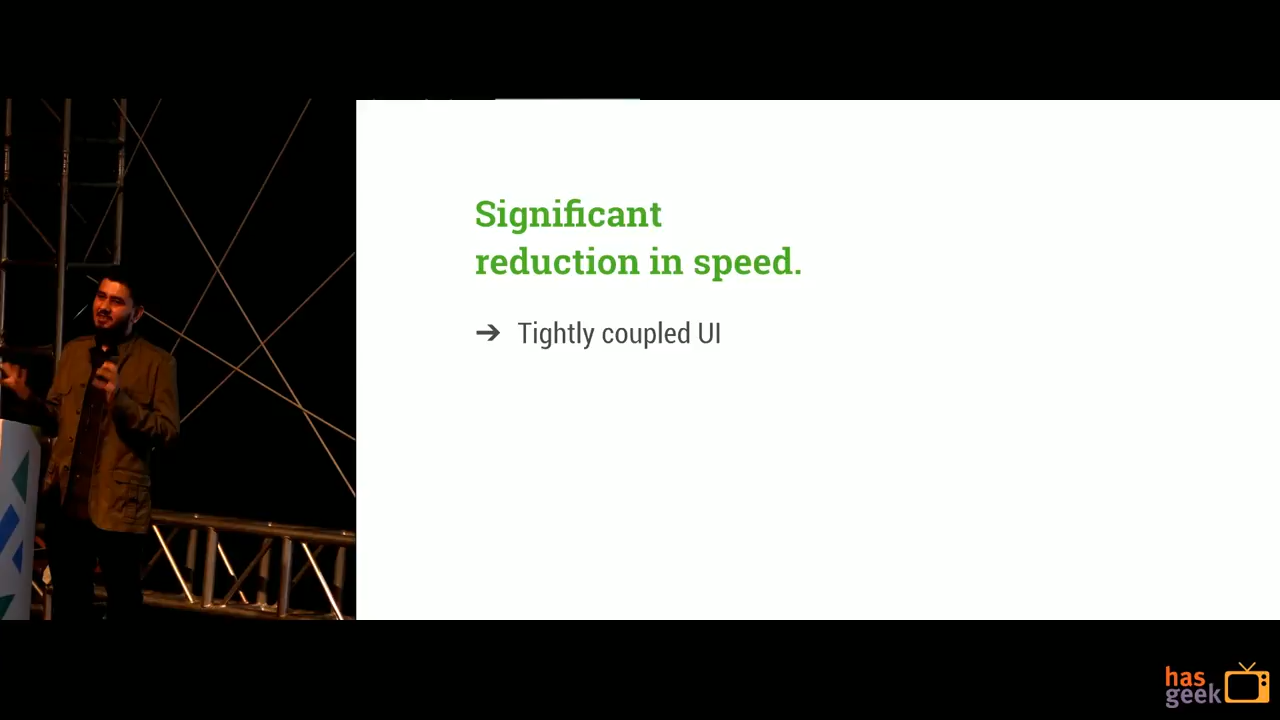 Significant
reduction in speed.
➔ Tightly coupled UI
has
geek